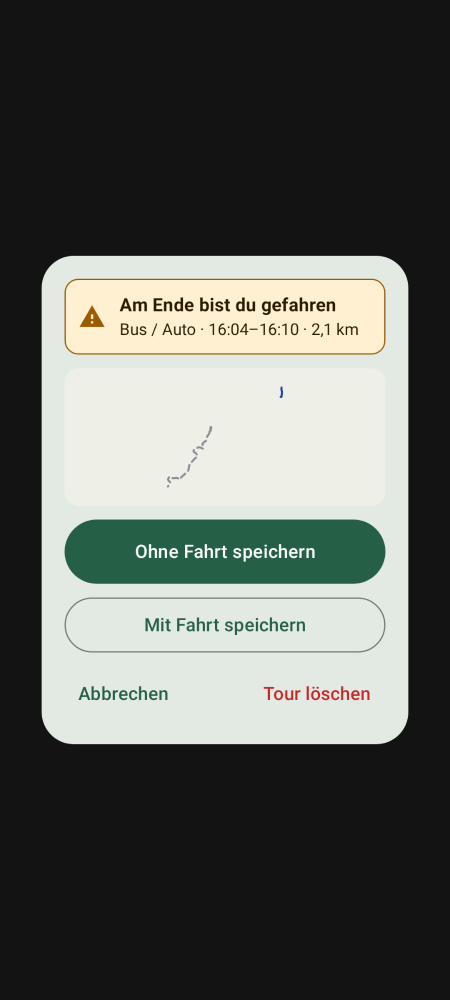 Am Ende bist du gefahren
Bus / Auto · 16:04–16:10 · 2,1 km
Ohne Fahrt speichern
Mit Fahrt speichern
Abbrechen
Tour löschen